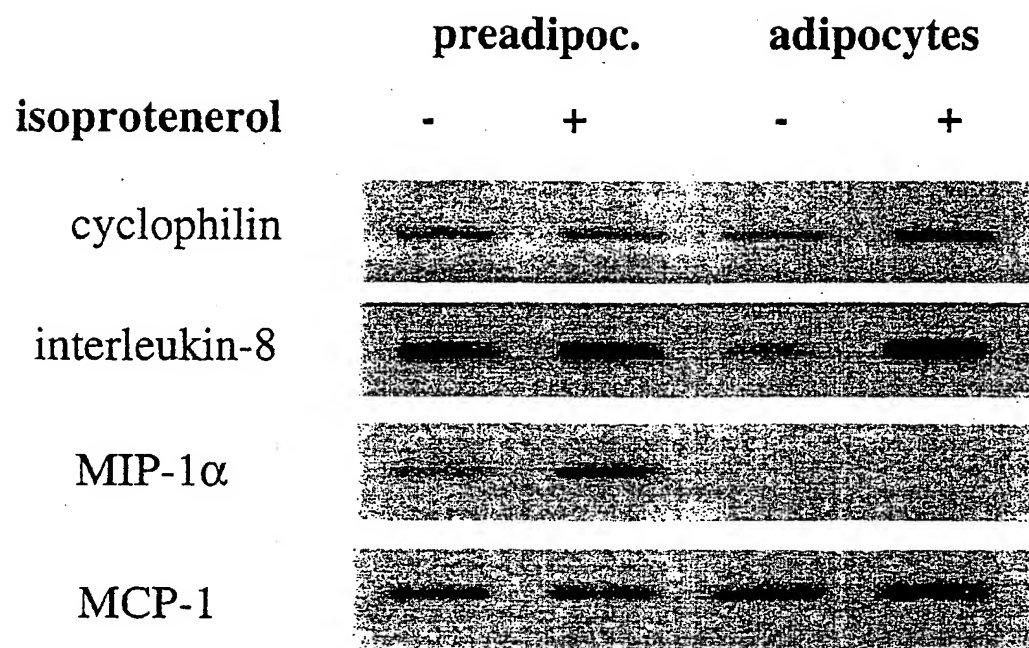 preadipoc. adipocytes
isoprotenerol - + - +
cyclophilin
interleukin-8
MIP-1α
MCP-1